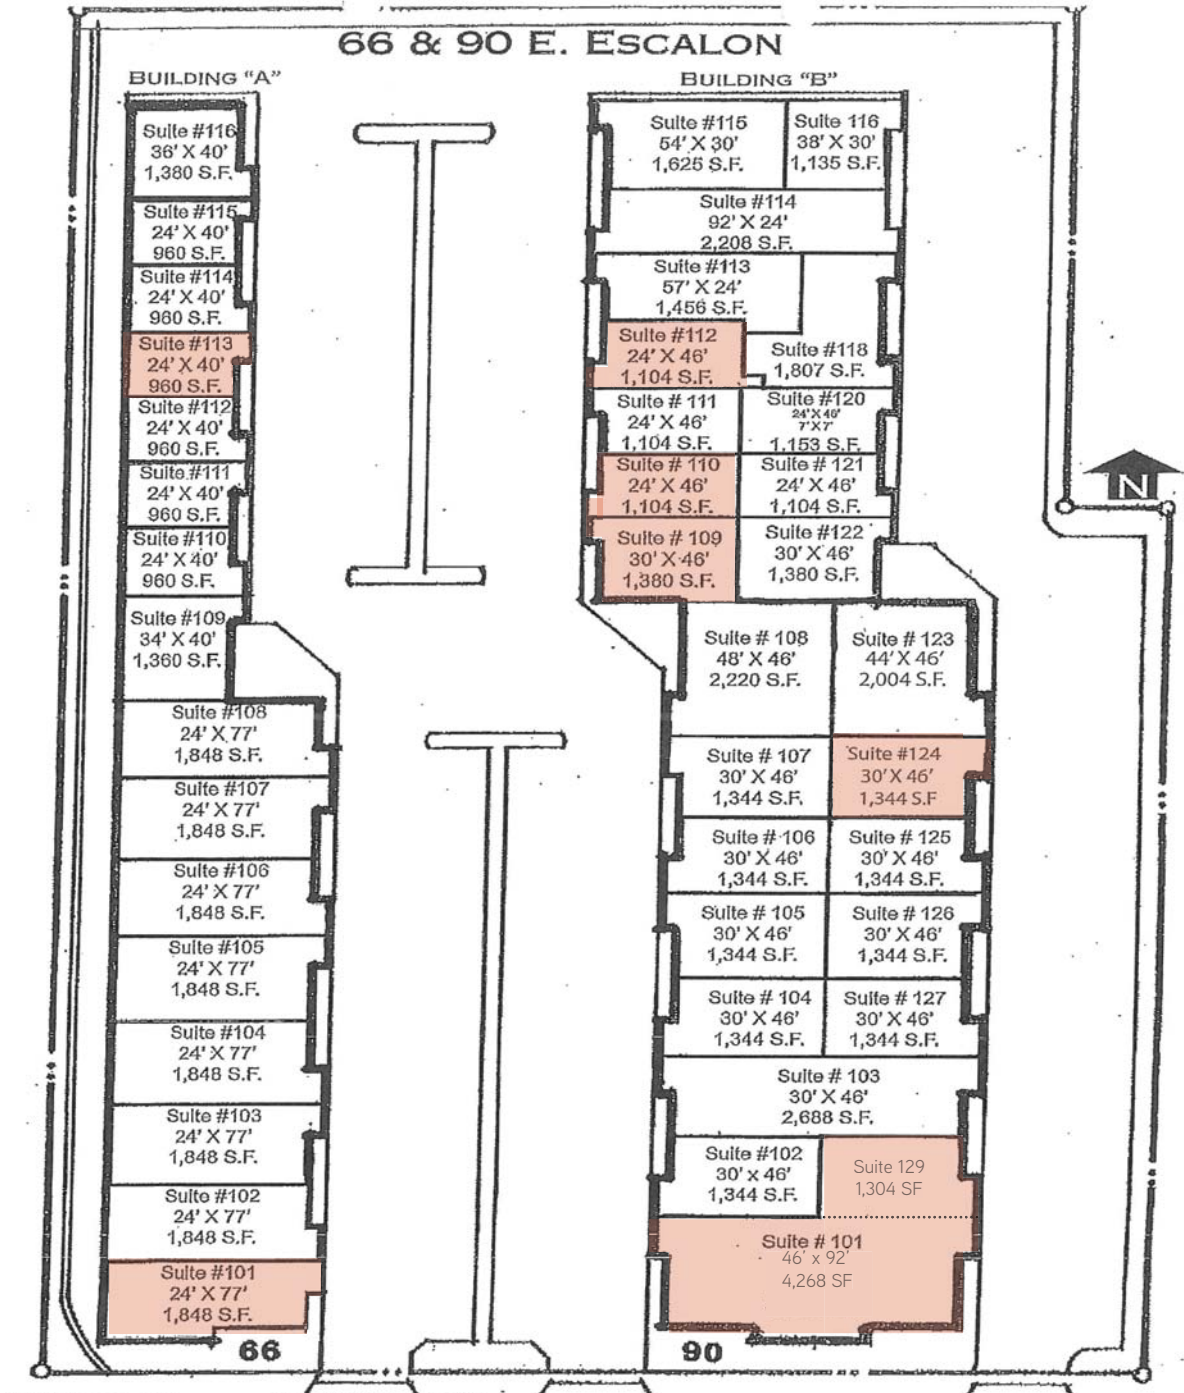 66 & 90 E. ESCALON
BUILDING "A"
Suite #116
36' X 40'
1,380 S.F.
Suite #115
24' X 40'
960 S.F.
Suite #114
24' X 40'
960 S.F.
Suite #113
24' X 40'
960 S.F.
Suite #112
24' X 40'
960 S.F.
Suite #111
24' X 40'
960 S.F.
Suite #110
24' X 40'
960 S.F.
Suite #109
34' X 40'
1,360 S.F.
Suite #108
24' X 77'
1,848 S.F.
Suite #107
24' X 77'
1,848 S.F.
Suite #106
24' X 77'
1,848 S.F.
Suite #105
24' X 77'
1,848 S.F.
Suite #104
24' X 77'
1,848 S.F.
Suite #103
24' X 77'
1,848 S.F.
Suite #102
24' X 77'
1,848 S.F.
Suite #101
24' X 77'
1,848 S.F.
66
BUILDING "B"
Suite #115
54' X 30'
1,625 S.F.
Suite 116
38' X 30'
1,135 S.F.
Suite #114
92' X 24'
2,208 S.F.
Suite #113
57' X 24'
1,456 S.F.
Suite #118
1,807 S.F.
Suite #112
24' X 46'
1,104 S.F.
Suite # 111
24' X 46'
1,104 S.F.
Suite #120
24' X 46'
7' X 7'
1,153 S.F.
Suite # 110
24' X 46'
1,104 S.F.
Suite # 121
24' X 46'
1,104 S.F.
Suite # 109
30' X 46'
1,380 S.F.
Suite #122
30' X 46'
1,380 S.F.
Suite # 108
48' X 46'
2,220 S.F.
Suite # 123
44' X 46'
2,004 S.F.
Suite # 107
30' X 46'
1,344 S.F.
Suite #124
30' X 46'
1,344 S.F
Suite # 106
30' X 46'
1,344 S.F.
Suite # 125
30' X 46'
1,344 S.F.
Suite # 105
30' X 46'
1,344 S.F.
Suite # 126
30' X 46'
1,344 S.F.
Suite # 104
30' X 46'
1,344 S.F.
Suite # 127
30' X 46'
1,344 S.F.
Suite # 103
30' X 46'
2,688 S.F.
Suite #102
30' x 46'
1,344 S.F.
Suite 129
1,304 SF
Suite # 101
46' x 92'
4,268 SF
90
N